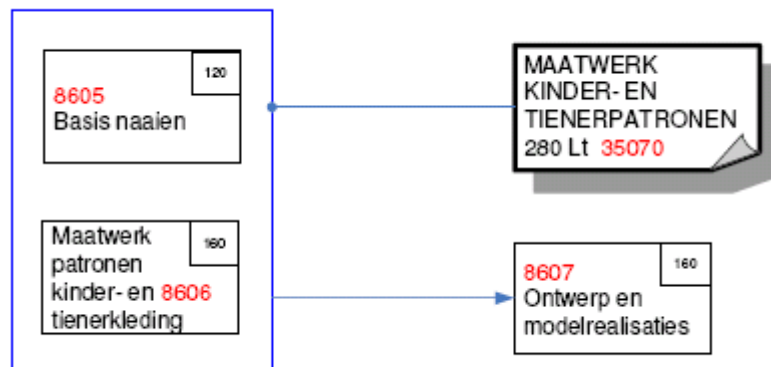 120
8605
Basis naaien
MAATWERK
KINDER- EN
TIENERPATRONEN
280 Lt 35070
Maatwerk
160
patronen
kinder- en 8606
tienerkleding
8607
160
Ontwerp en
modelrealisaties